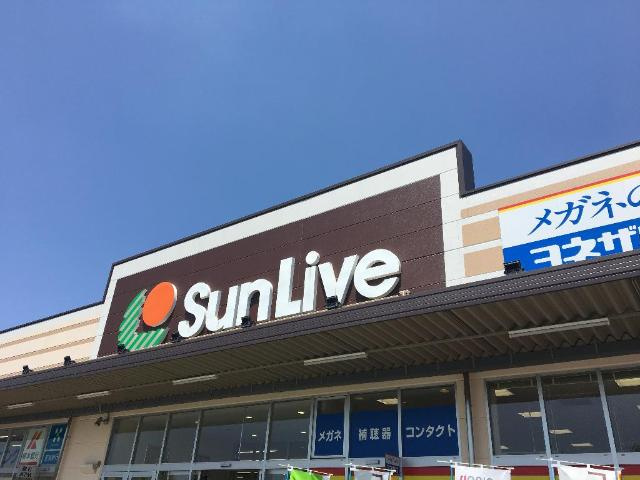 SunLive
メガネの
ヨネザ
メガネ
補聴器
コンタクト